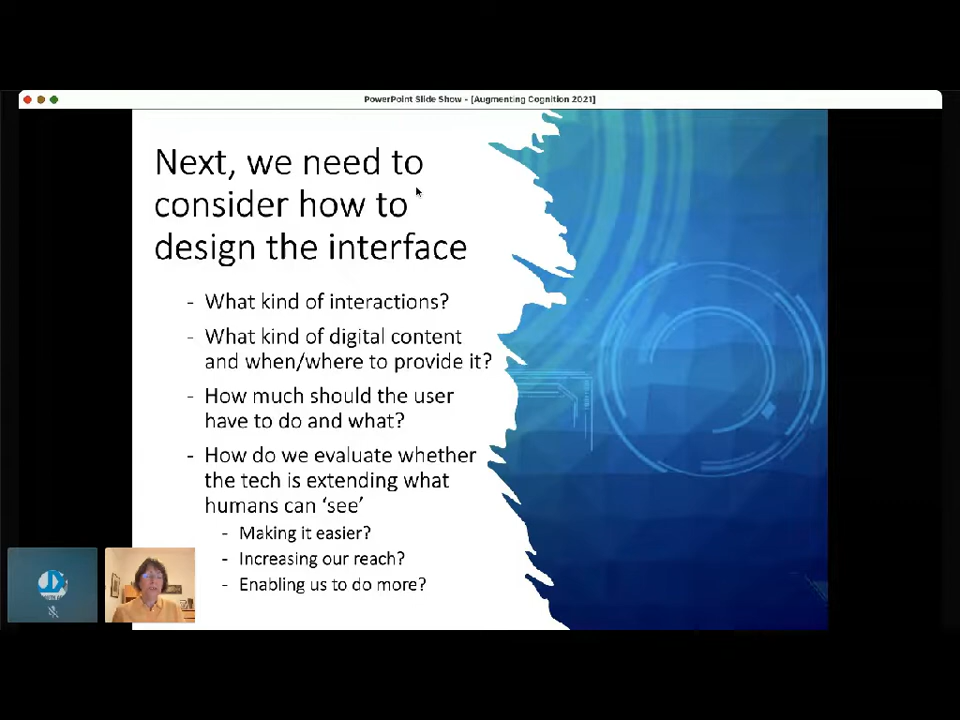 PowerPoint Slide Show - [Augmenting Cognition 2021]
Next, we need to
consider how to
design the interface
- What kind of interactions?
- What kind of digital content
and when/where to provide it?
- How much should the user
have to do and what?
- How do we evaluate whether
the tech is extending what
humans can ‘see’
- Making it easier?
- Increasing our reach?
- Enabling us to do more?